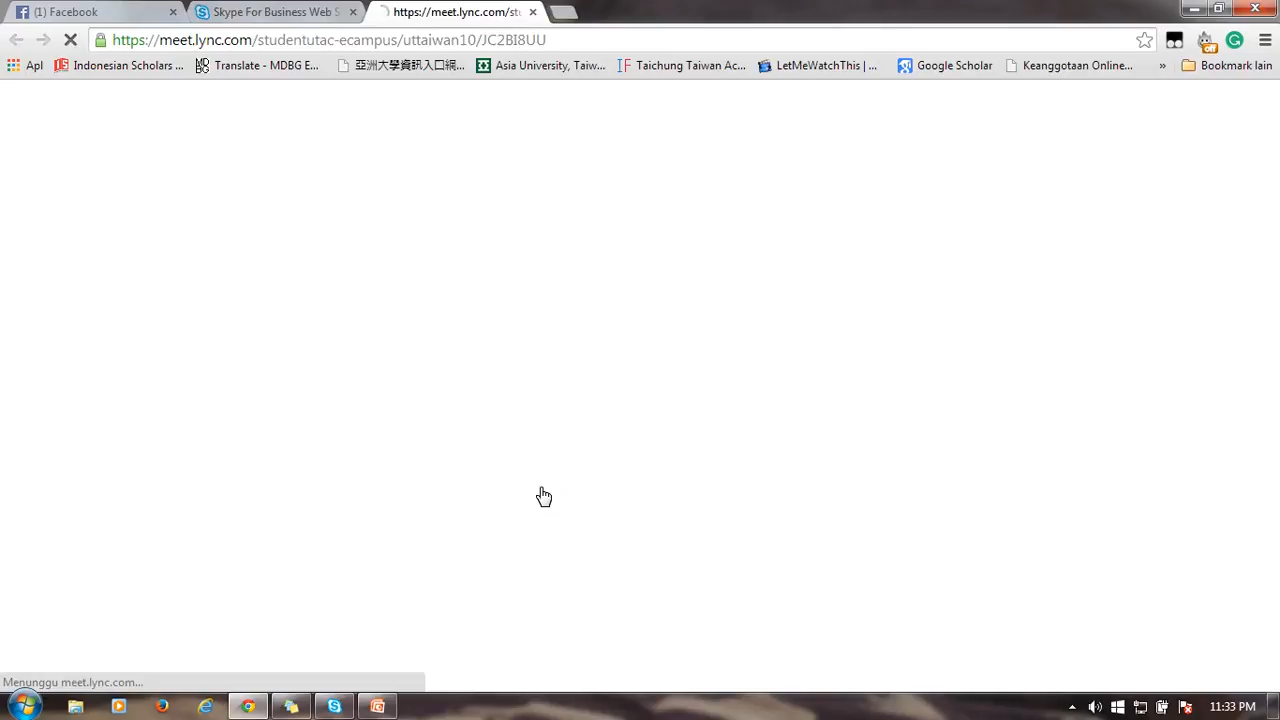 (1) Facebook
Skype For Business Web S
https://meet.lync.com/stu
https://meet.lync.com/studentutac-ecampus/uttaiwan10/JC2BI8UU
Apl
Indonesian Scholars ...
Translate - MDBG E...
亞洲大學資訊入口網...
Asia University, Taiw...
Taichung Taiwan Ac...
LetMeWatchThis | ...
Google Scholar
Keanggotaan Online...
»
Bookmark lain
off
Menunggu meet.lync.com...
11:33 PM